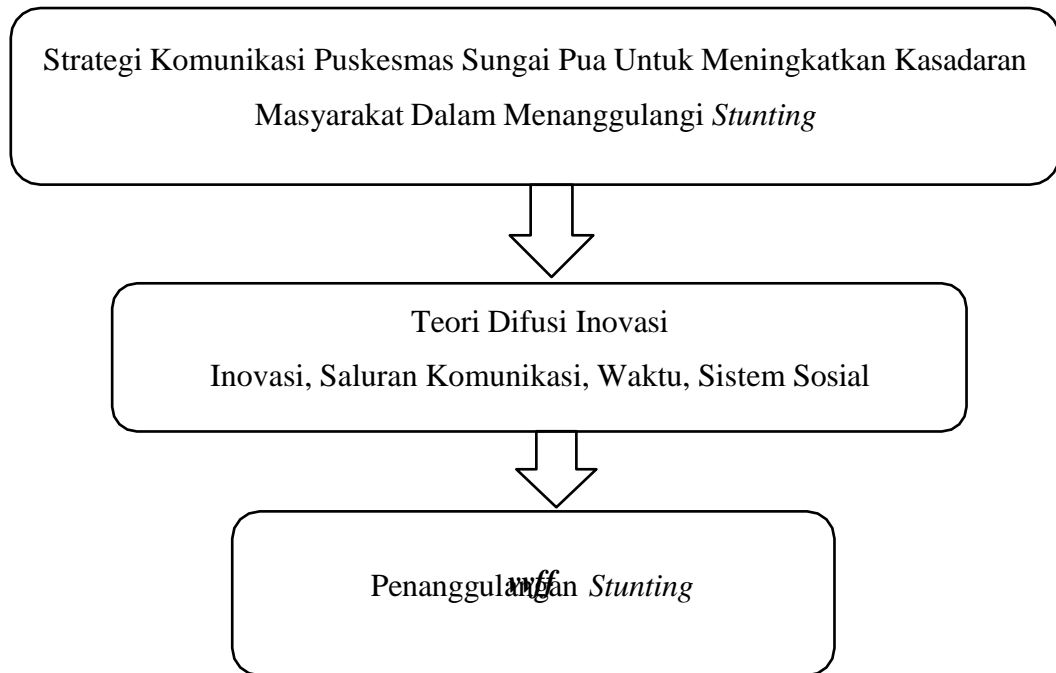 Strategi Komunikasi Puskesmas Sungai Pua Untuk Meningkatkan Kasadaran
Masyarakat Dalam Menanggulangi Stunting
Teori Difusi Inovasi
Inovasi, Saluran Komunikasi, Waktu, Sistem Sosial
Penanggulangan Stunting